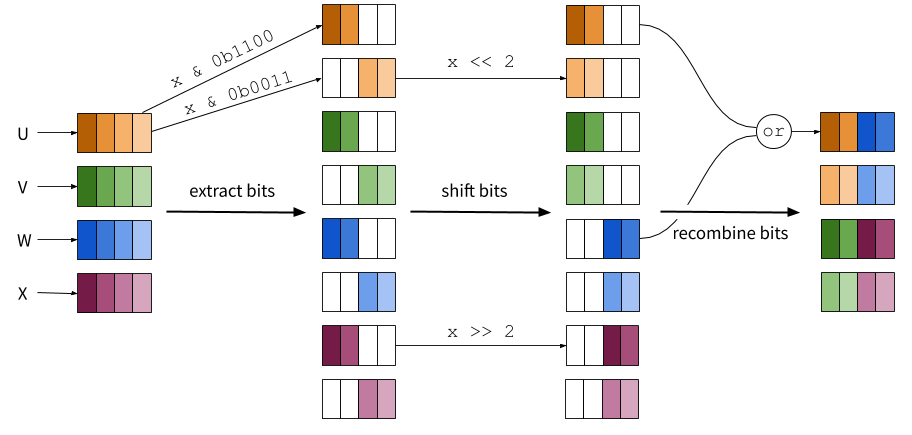 x & 0b1100
x & 0b0011
x << 2
U
or
V
extract bits
shift bits
W
recombine bits
X
x >> 2